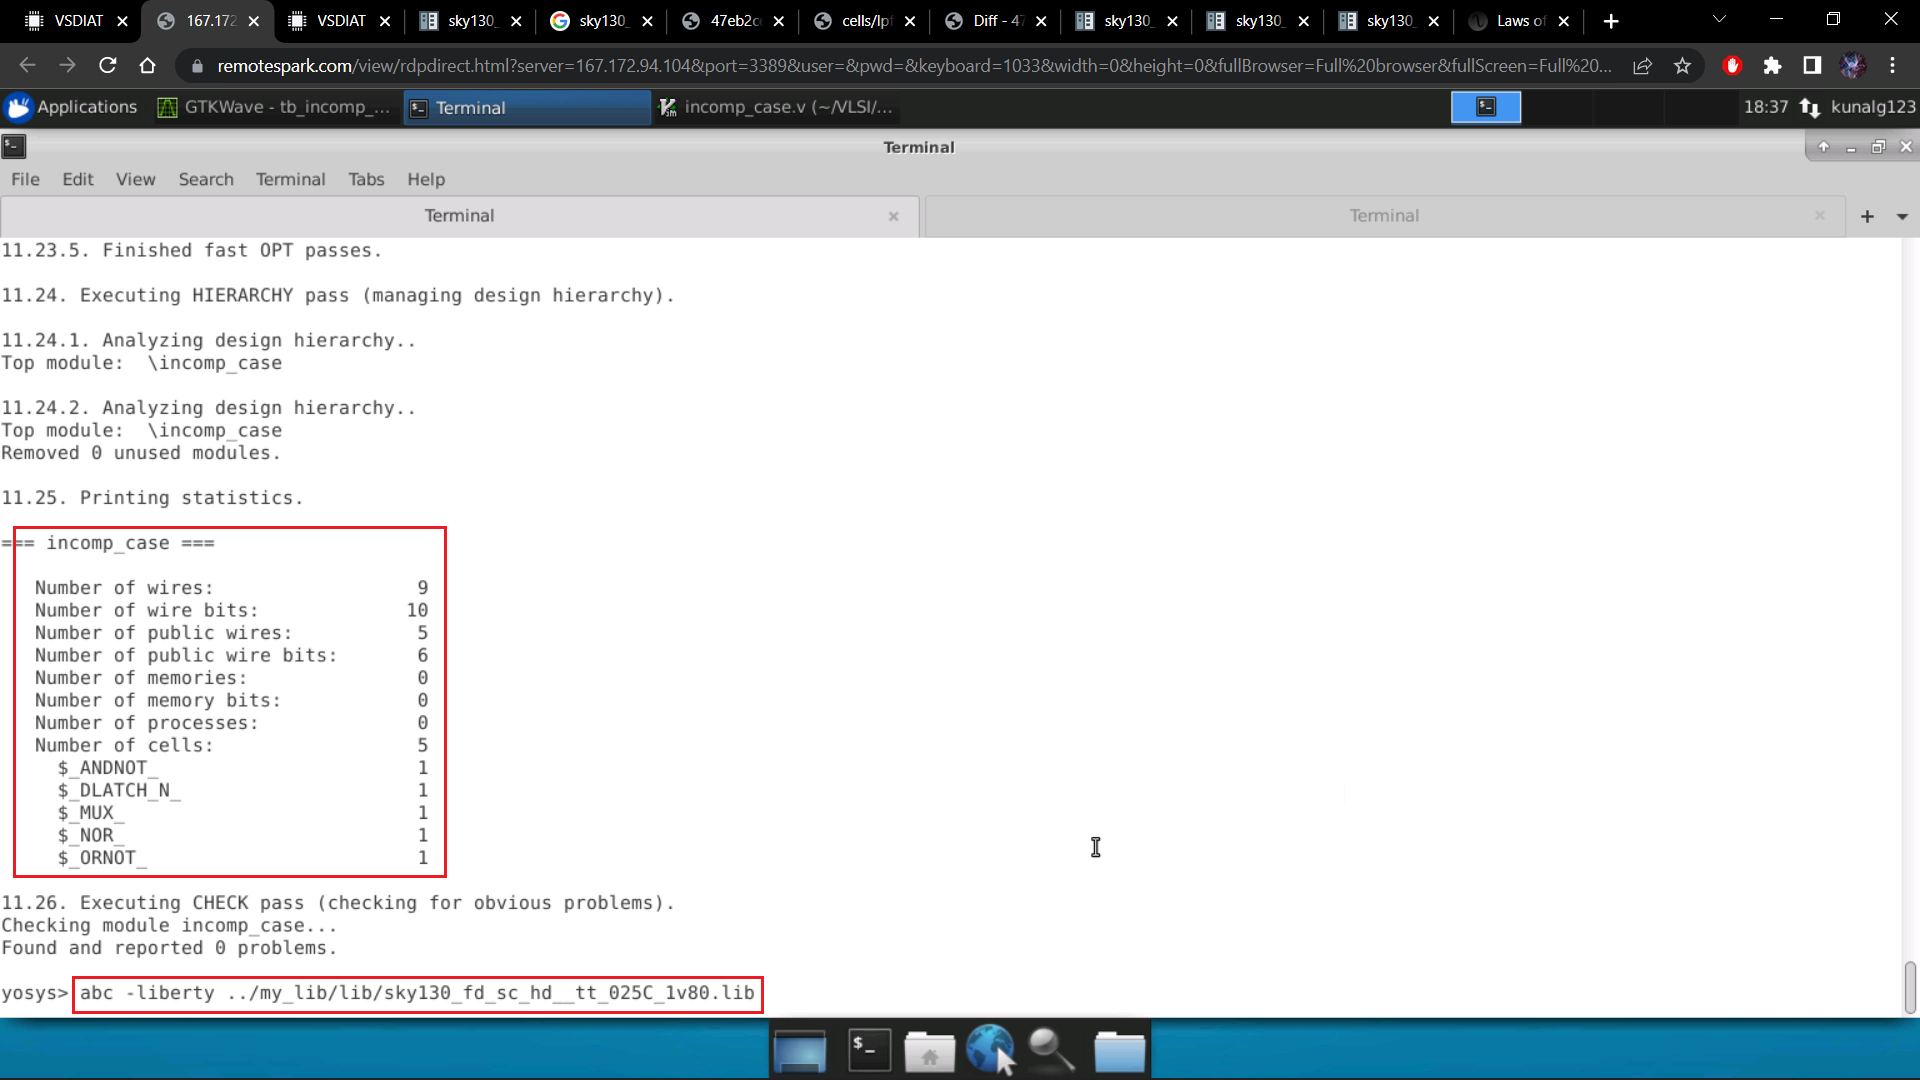 VSDIAT
167.172
VSDIAT
sky130_
sky130_
47eb2c
cells/lpf
Diff - 47
sky130_
sky130_
sky130_
Laws of
remotespark.com/view/rdpdirect.html?server=167.172.94.104&port=3389&user=&pwd=&keyboard=1033&width=0&height=0&fullBrowser=Full%20browser&fullScreen=Full%20...
Applications
GTKWave - tb_incomp_...
Terminal
incomp_case.v (~/VLSI/...
18:37
kunalg123
Terminal
File Edit View Search Terminal Tabs Help
Terminal
Terminal
11.23.5. Finished fast OPT passes.
11.24. Executing HIERARCHY pass (managing design hierarchy).
11.24.1. Analyzing design hierarchy..
Top module:  \incomp_case
11.24.2. Analyzing design hierarchy..
Top module:  \incomp_case
Removed 0 unused modules.
11.25. Printing statistics.
=== incomp_case ===
Number of wires: 9
Number of wire bits: 10
Number of public wires: 5
Number of public wire bits: 6
Number of memories: 0
Number of memory bits: 0
Number of processes: 0
Number of cells: 5
$_ANDNOT_ 1
$_DLATCH_N_ 1
$_MUX_ 1
$_NOR_ 1
$_ORNOT_ 1
11.26. Executing CHECK pass (checking for obvious problems).
Checking module incomp_case...
Found and reported 0 problems.
yosys> abc -liberty ../my_lib/lib/sky130_fd_sc_hd__tt_025C_1v80.lib